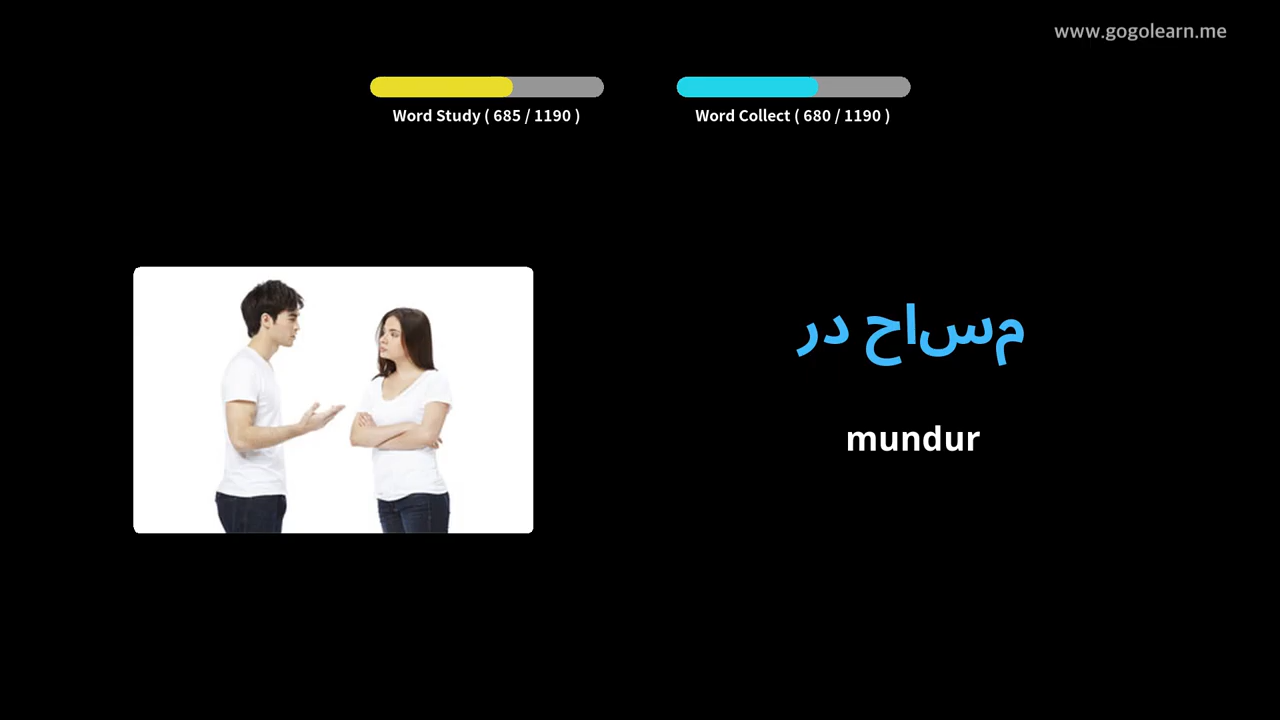 www.gogolearn.me
Word Study ( 685 / 1190 )
Word Collect ( 680 / 1190 )
مساح در
mundur